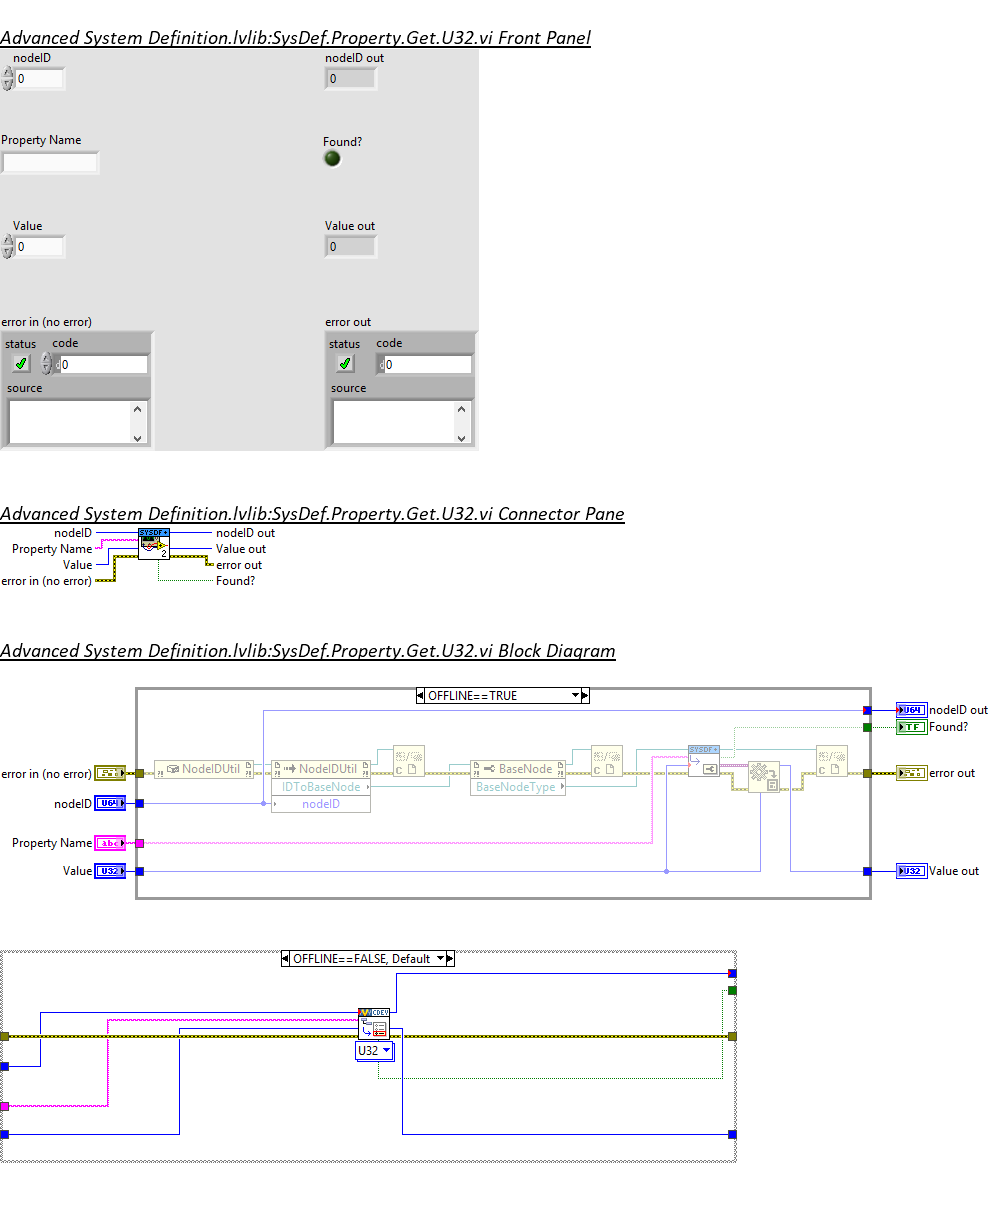 Advanced System Definition.lvlib:SysDef.Property.Get.U32.vi Front Panel
nodeID
nodeID out
0
0
Property Name
Found?
Value
Value out
0
0
error in (no error)
error out
status code
status code
0
0
source
source
Advanced System Definition.lvlib:SysDef.Property.Get.U32.vi Connector Pane
nodeID
SYSDF+
nodeID out
Property Name
Value out
Value
2
error out
error in (no error)
Found?
Advanced System Definition.lvlib:SysDef.Property.Get.U32.vi Block Diagram
OFFLINE==TRUE
U64 nodeID out
TF Found?
SYSDF+
error in (no error)
NodeIDUtil
NodeIDUtil
C
BaseNode
C
C
error out
IDToBaseNode
BaseNodeType
nodeID U64
nodeID
Property Name abc
Value U32
U32 Value out
OFFLINE==FALSE, Default
CDEV
U32